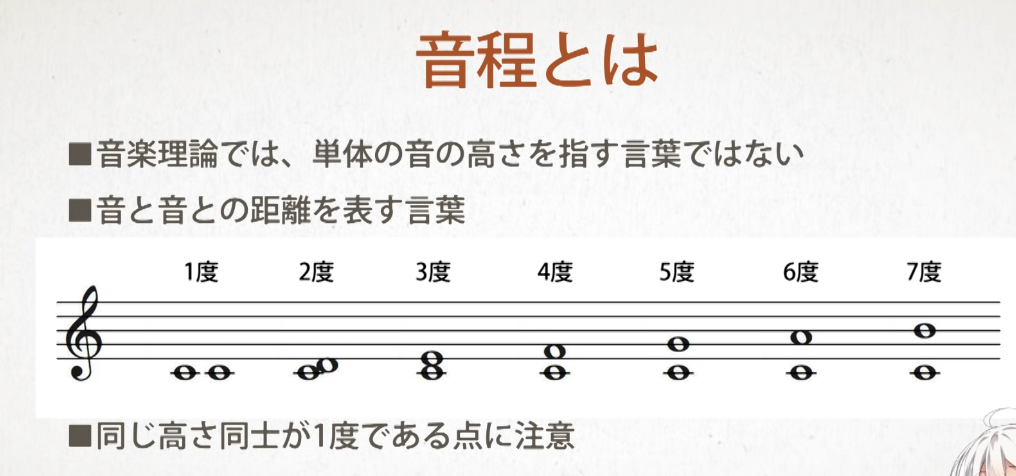 音程とは
■音楽理論では、単体の音の高さを指す言葉ではない
■音と音との距離を表す言葉
1度 2度 3度 4度 5度 6度 7度
■同じ高さ同士が1度である点に注意